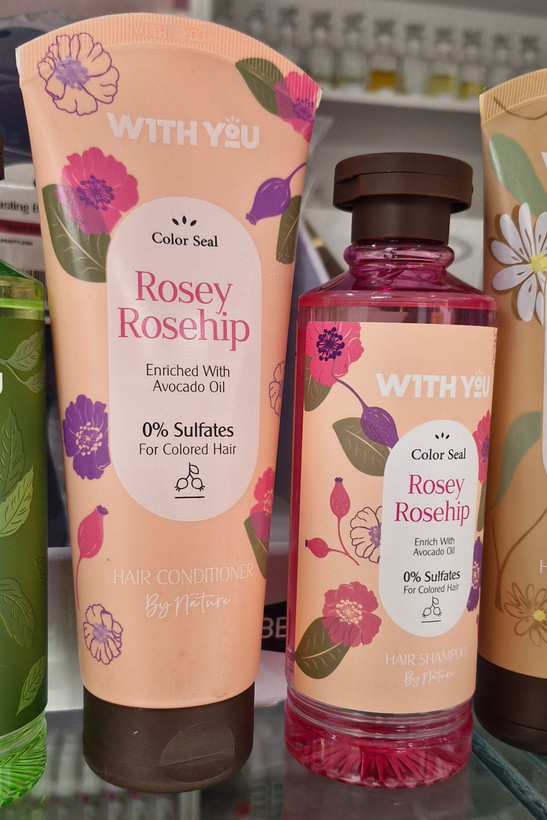 WITH YOU
WITH YOU
Color Seal
Rosey
Rosehip
Enriched With
Avocado Oil
0% Sulfates
For Colored Hair
HAIR CONDITIONER
By Nature
WITH YOU
Color Seal
Rosey
Rosehip
Enrich With
Avocado Oil
0% Sulfates
For Colored Hair
HAIR SHAMPOO
By Nature